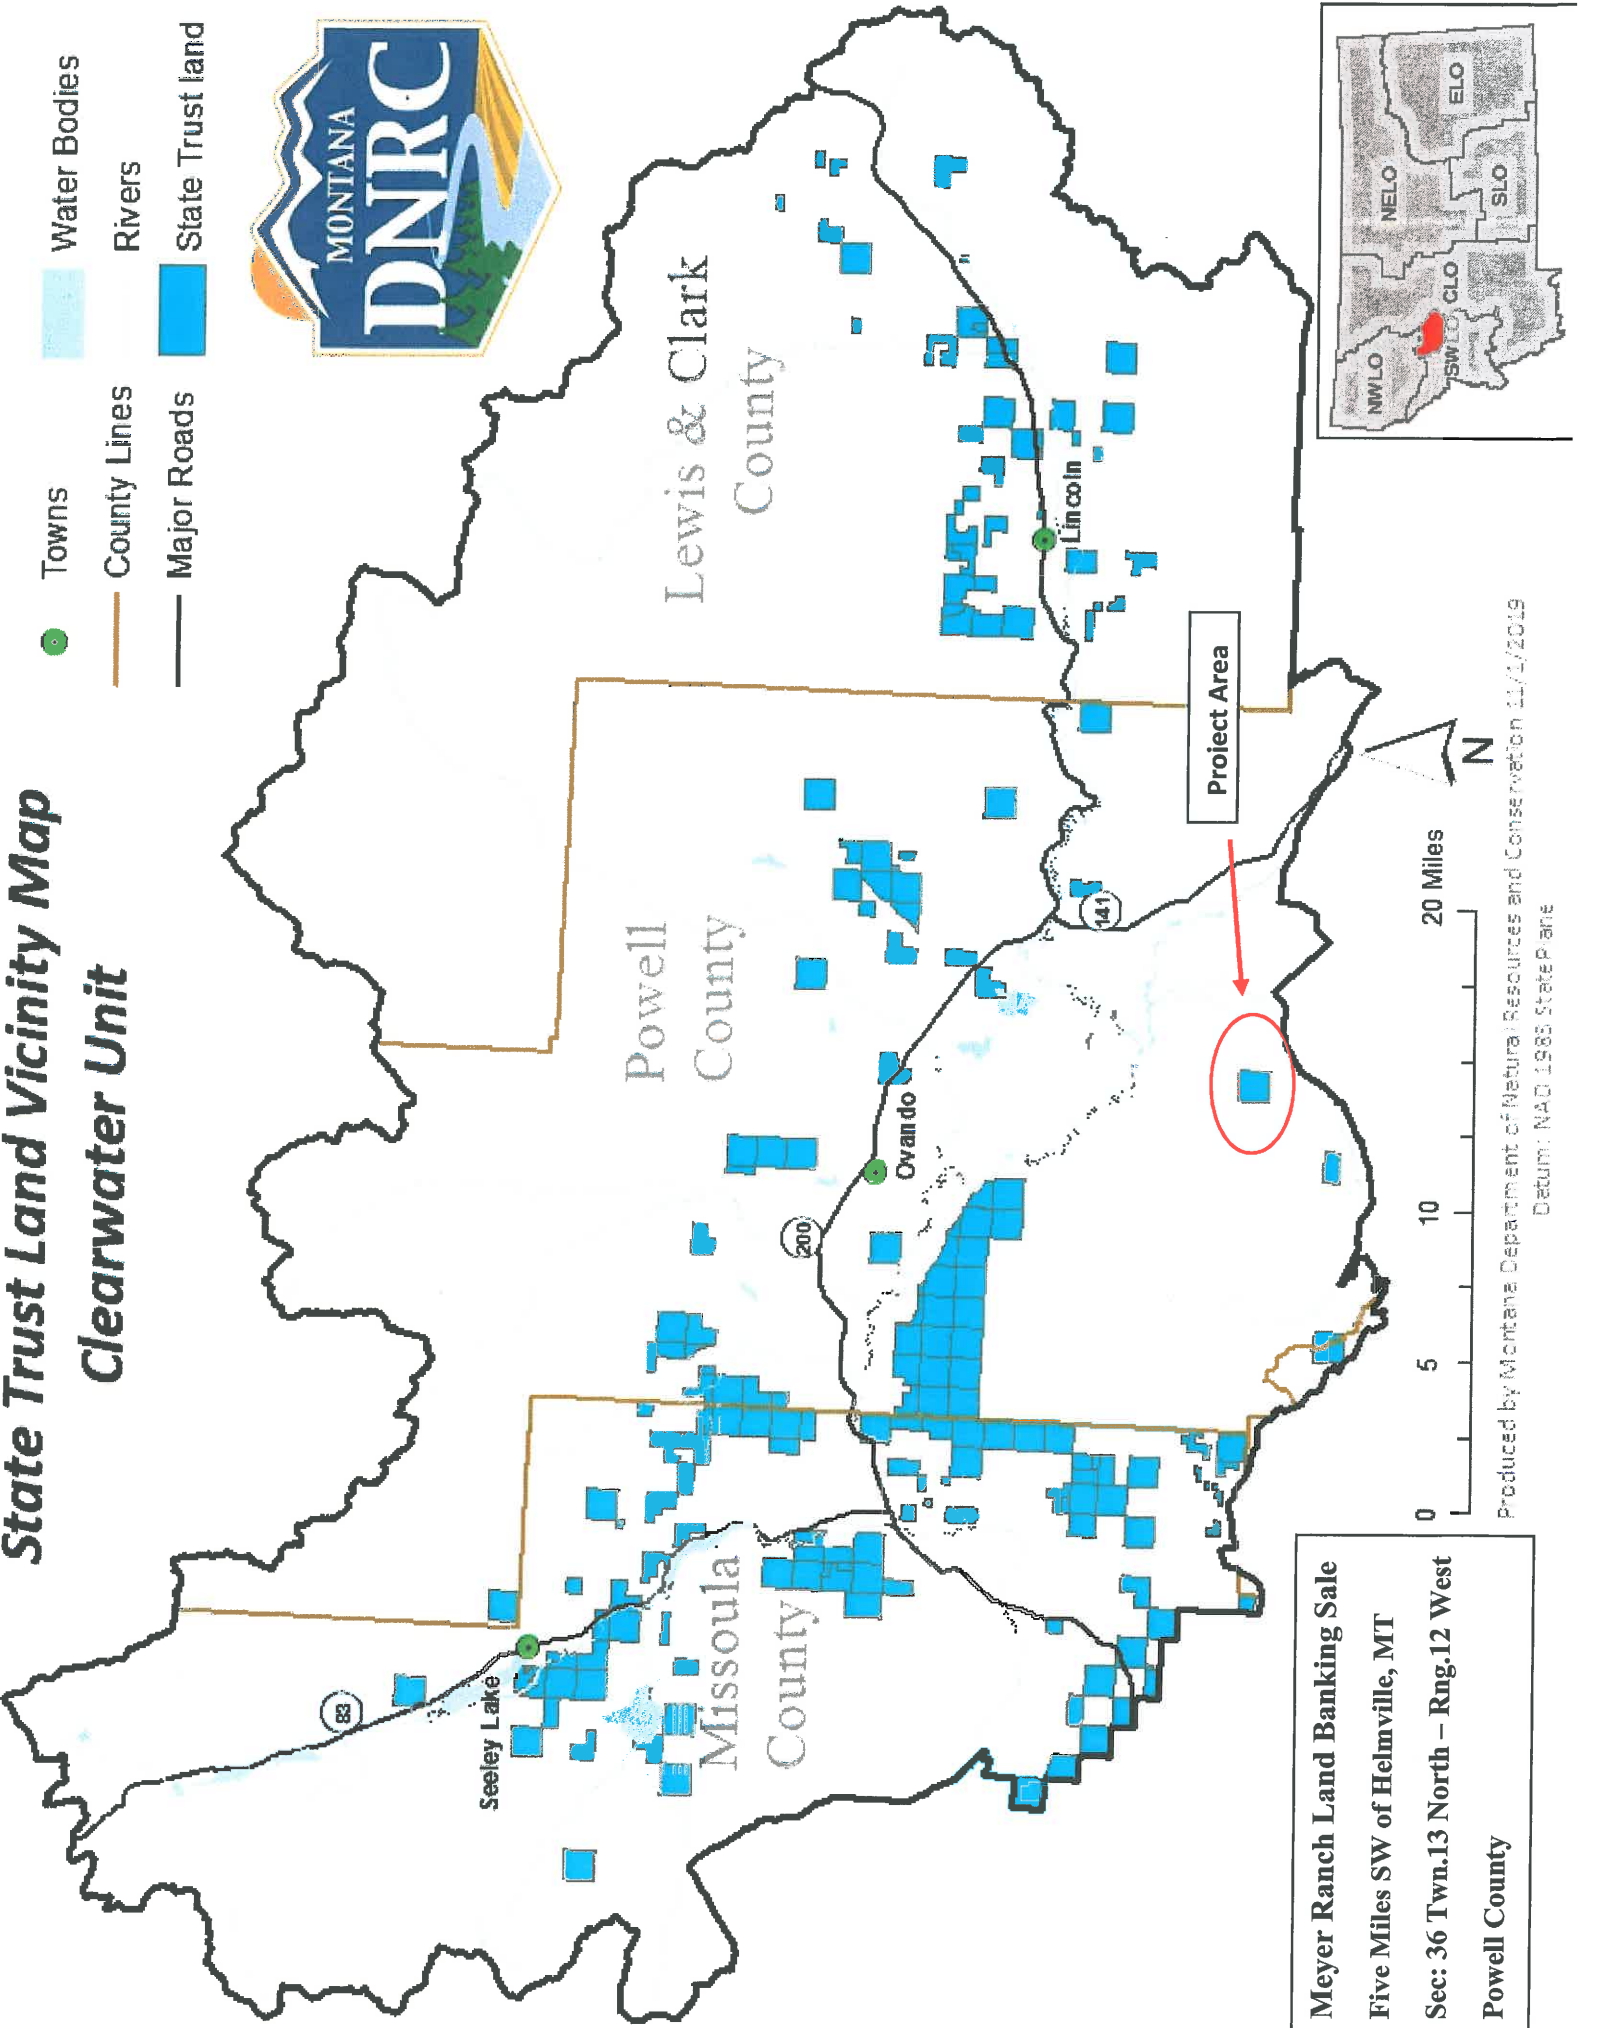 State Trust Land Vicinity Map
Clearwater Unit
Towns
County Lines
Major Roads
Water Bodies
Rivers
State Trust land
MONTANA
DNRC
Lewis & Clark
County
Powell
County
Missoula
County
83
Seeley Lake
200
Ovando
141
Lincoln
Project Area
Meyer Ranch Land Banking Sale
Five Miles SW of Helmville, MT
Sec: 36 Twn.13 North – Rng.12 West
Powell County
0 5 10 20 Miles
N
Produced by Montana Department of Natural Resources and Conservation 11/1/2019
Datum: NAD 1983 StatePlane
NWLO
SWLO
CLO
NELO
SLO
ELO